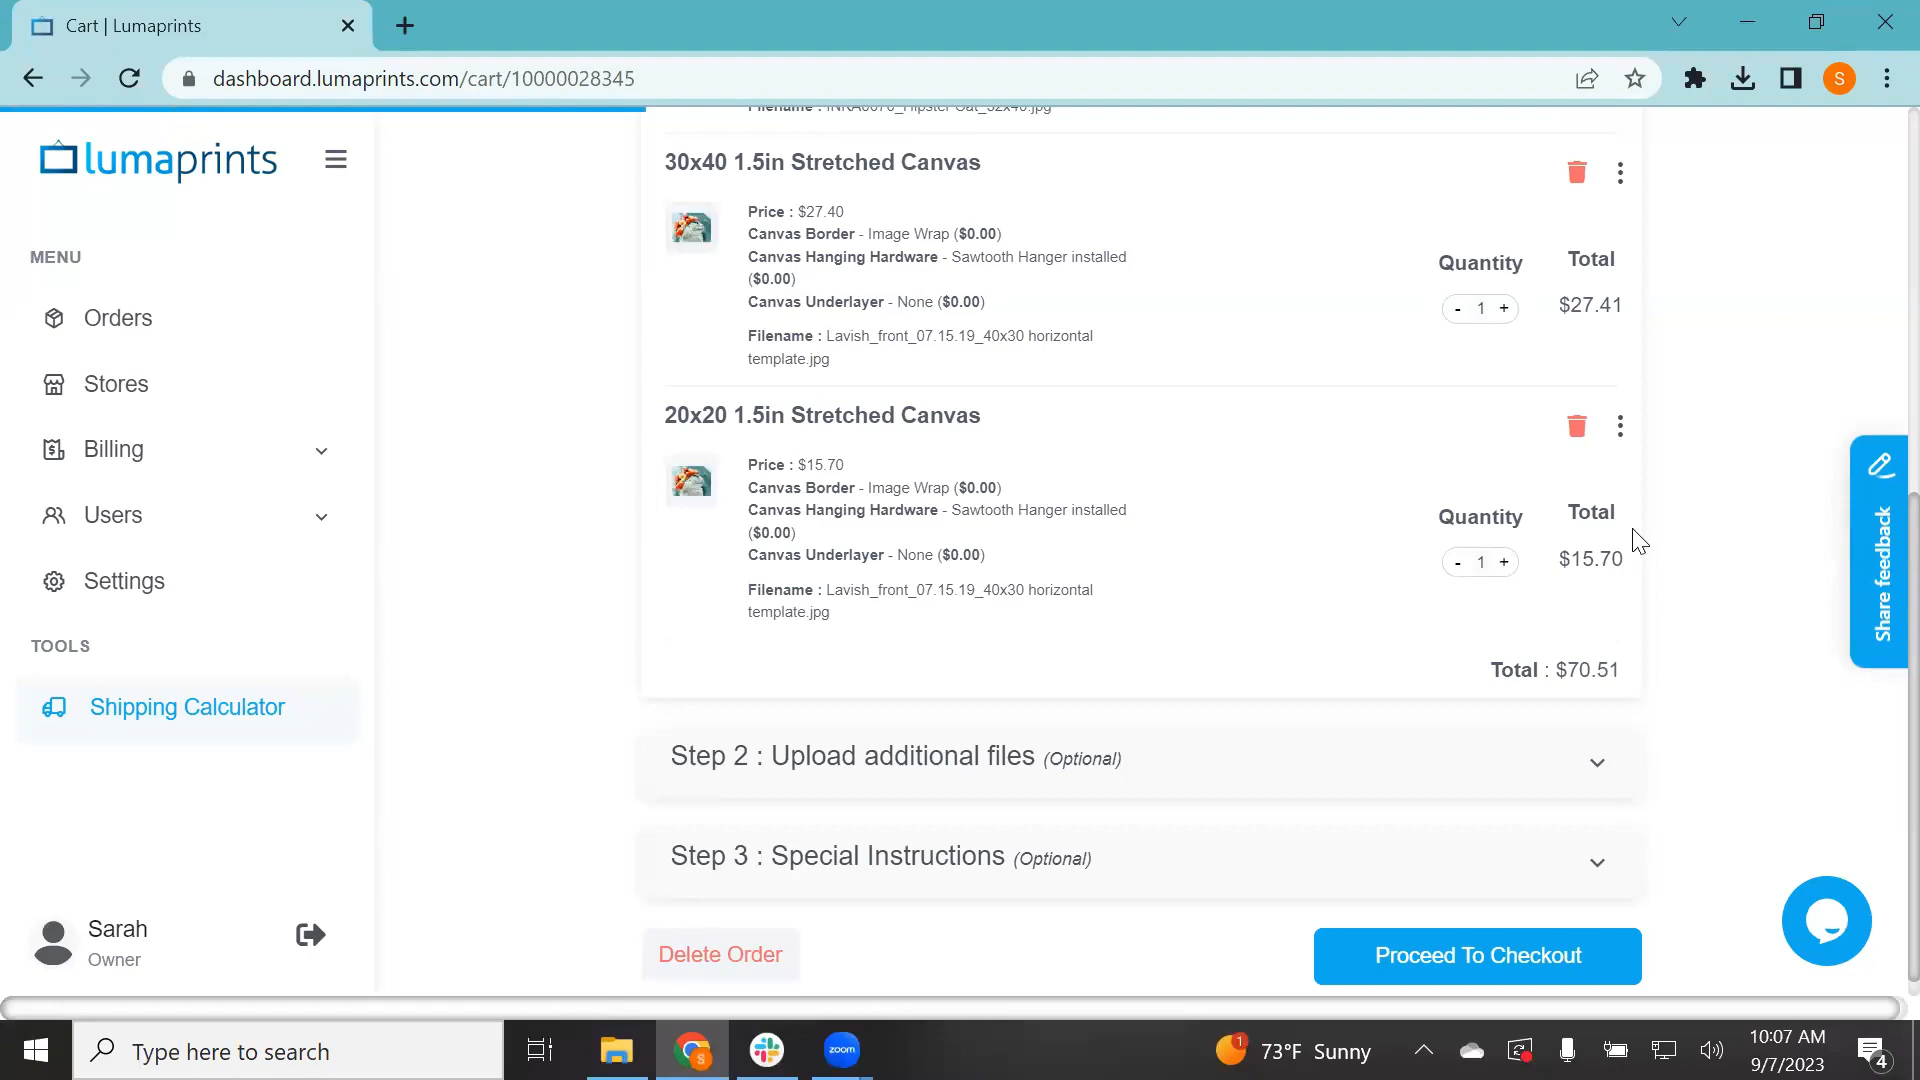 Cart | Lumaprints
dashboard.lumaprints.com/cart/10000028345
S
lumaprints
MENU
Orders
Stores
Billing
Users
Settings
TOOLS
Shipping Calculator
Sarah
Owner
30x40 1.5in Stretched Canvas
Price : $27.40
Canvas Border - Image Wrap ($0.00)
Canvas Hanging Hardware - Sawtooth Hanger installed
($0.00)
Canvas Underlayer - None ($0.00)
Filename : Lavish_front_07.15.19_40x30 horizontal
template.jpg
Quantity Total
- 1 + $27.41
20x20 1.5in Stretched Canvas
Price : $15.70
Canvas Border - Image Wrap ($0.00)
Canvas Hanging Hardware - Sawtooth Hanger installed
($0.00)
Canvas Underlayer - None ($0.00)
Filename : Lavish_front_07.15.19_40x30 horizontal
template.jpg
Quantity Total
- 1 + $15.70
Total : $70.51
Step 2 : Upload additional files (Optional)
Step 3 : Special Instructions (Optional)
Delete Order
Proceed To Checkout
Share feedback
Type here to search
S
zoom
1
73°F Sunny
10:07 AM
9/7/2023
4